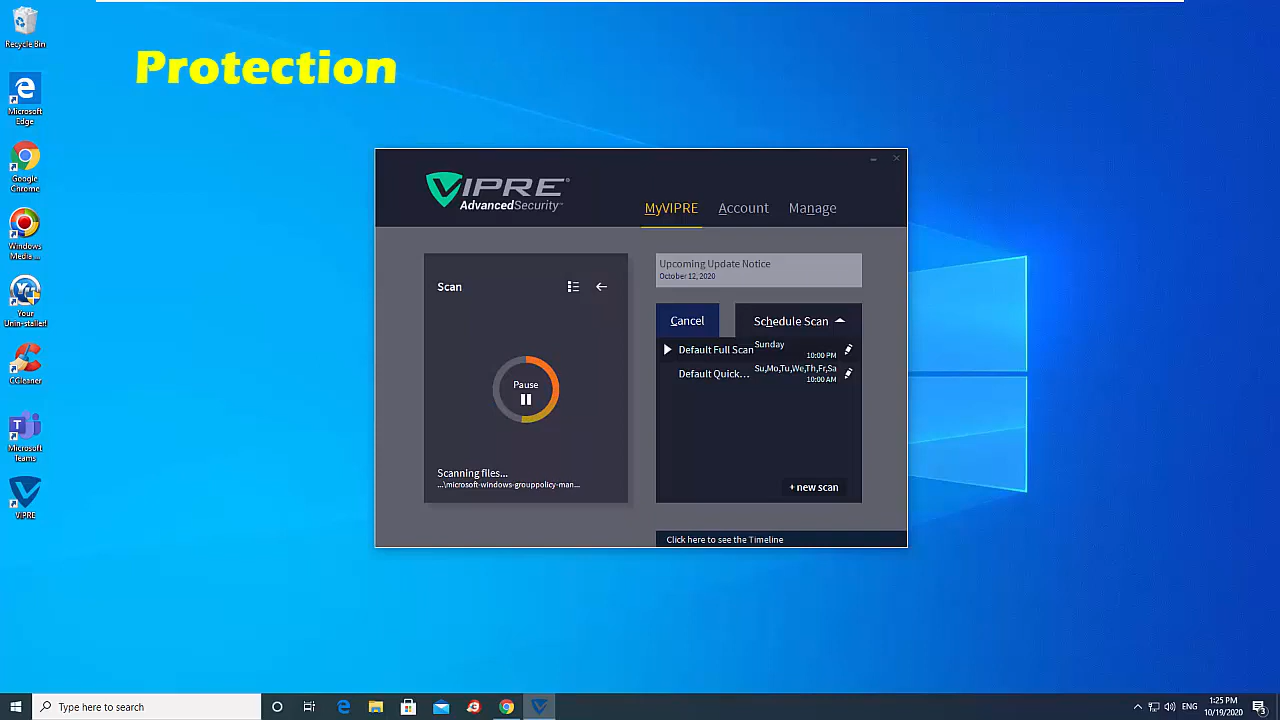 Recycle Bin
Microsoft
Edge
Google
Chrome
Windows
Media ...
Your
Unin-staller!
CCleaner
Microsoft
Teams
VIPRE
Protection
VIPRE
AdvancedSecurity™
MyVIPRE Account Manage
Scan
Pause
Scanning files...
...\microsoft-windows-grouppolicy-man...
Upcoming Update Notice
October 12, 2020
Cancel Schedule Scan
Default Full Scan Sunday
10:00 PM
Default Quick... Su,Mo,Tu,We,Th,Fr,Sa
10:00 AM
+ new scan
Click here to see the Timeline
Type here to search
ENG
1:25 PM
10/19/2020